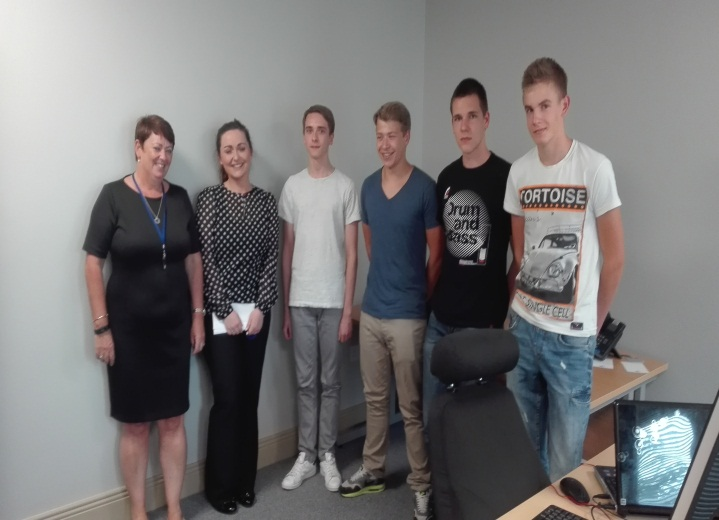 Drum
and
Bass
TORTOISE
SINGLE CELL